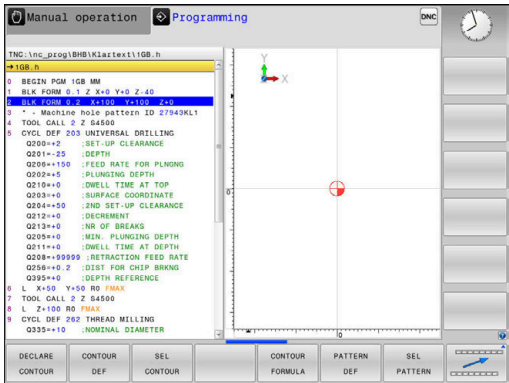 Manual operation
Programming
DNC
TNC:\nc_prog\BHB\Klartext\1GB.h
→1GB.h
0 BEGIN PGM 1GB MM
1 BLK FORM 0.1 Z X+0 Y+0 Z-40
2 BLK FORM 0.2 X+100 Y+100 Z+0
3 * - Machine hole pattern ID 27943KL1
4 TOOL CALL 2 Z S4500
5 CYCL DEF 203 UNIVERSAL DRILLING
Q200=+2 ;SET-UP CLEARANCE
Q201=-25 ;DEPTH
Q206=+150 ;FEED RATE FOR PLNGNG
Q202=+5 ;PLUNGING DEPTH
Q210=+0 ;DWELL TIME AT TOP
Q203=+0 ;SURFACE COORDINATE
Q204=+50 ;2ND SET-UP CLEARANCE
Q212=+0 ;DECREMENT
Q213=+0 ;NR OF BREAKS
Q205=+0 ;MIN. PLUNGING DEPTH
Q211=+0 ;DWELL TIME AT DEPTH
Q208=+99999 ;RETRACTION FEED RATE
Q256=+0.2 ;DIST FOR CHIP BRKNG
Q395=+0 ;DEPTH REFERENCE
6 L X+50 Y+50 R0 FMAX
7 TOOL CALL 2 Z S4500
8 L Z+100 R0 FMAX
9 CYCL DEF 262 THREAD MILLING
Q335=+10 ;NOMINAL DIAMETER
Y
X
0
0
DECLARE CONTOUR
CONTOUR DEF
SEL CONTOUR
CONTOUR FORMULA
PATTERN DEF
SEL PATTERN